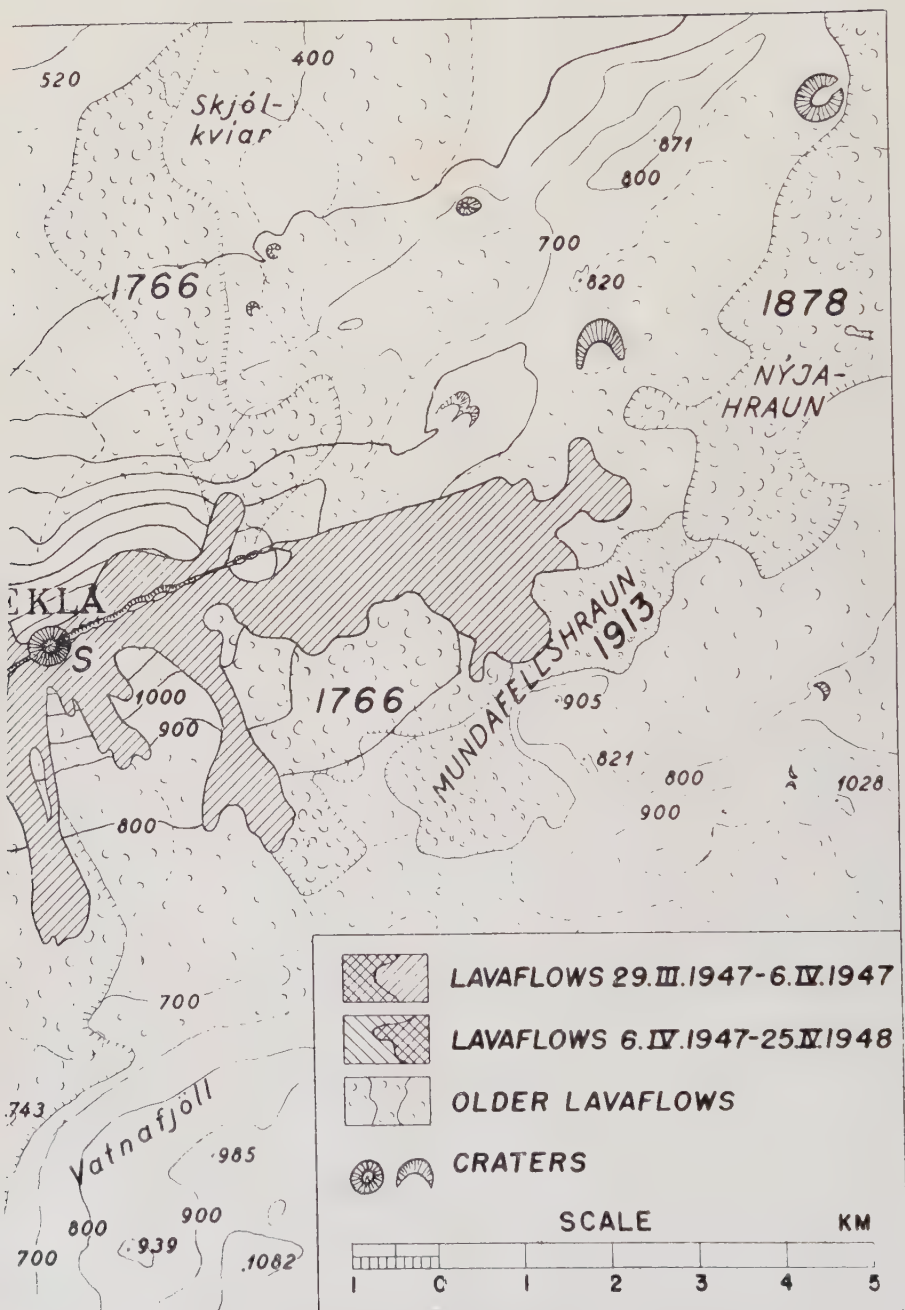 520
400
Skjól-
kvíar
871
800
700
820
1766
1878
NÝJA-
HRAUN
EKLA
S
1000
900
800
1766
MUNDAFELLSHRAUN
1913
905
821
800
900
1028
700
743
Vatnafjöll
985
900
800
700
939
1082
LAVAFLOWS 29.III.1947-6.IV.1947
LAVAFLOWS 6.IV.1947-25.IV.1948
OLDER LAVAFLOWS
CRATERS
SCALE KM
1 0 1 2 3 4 5